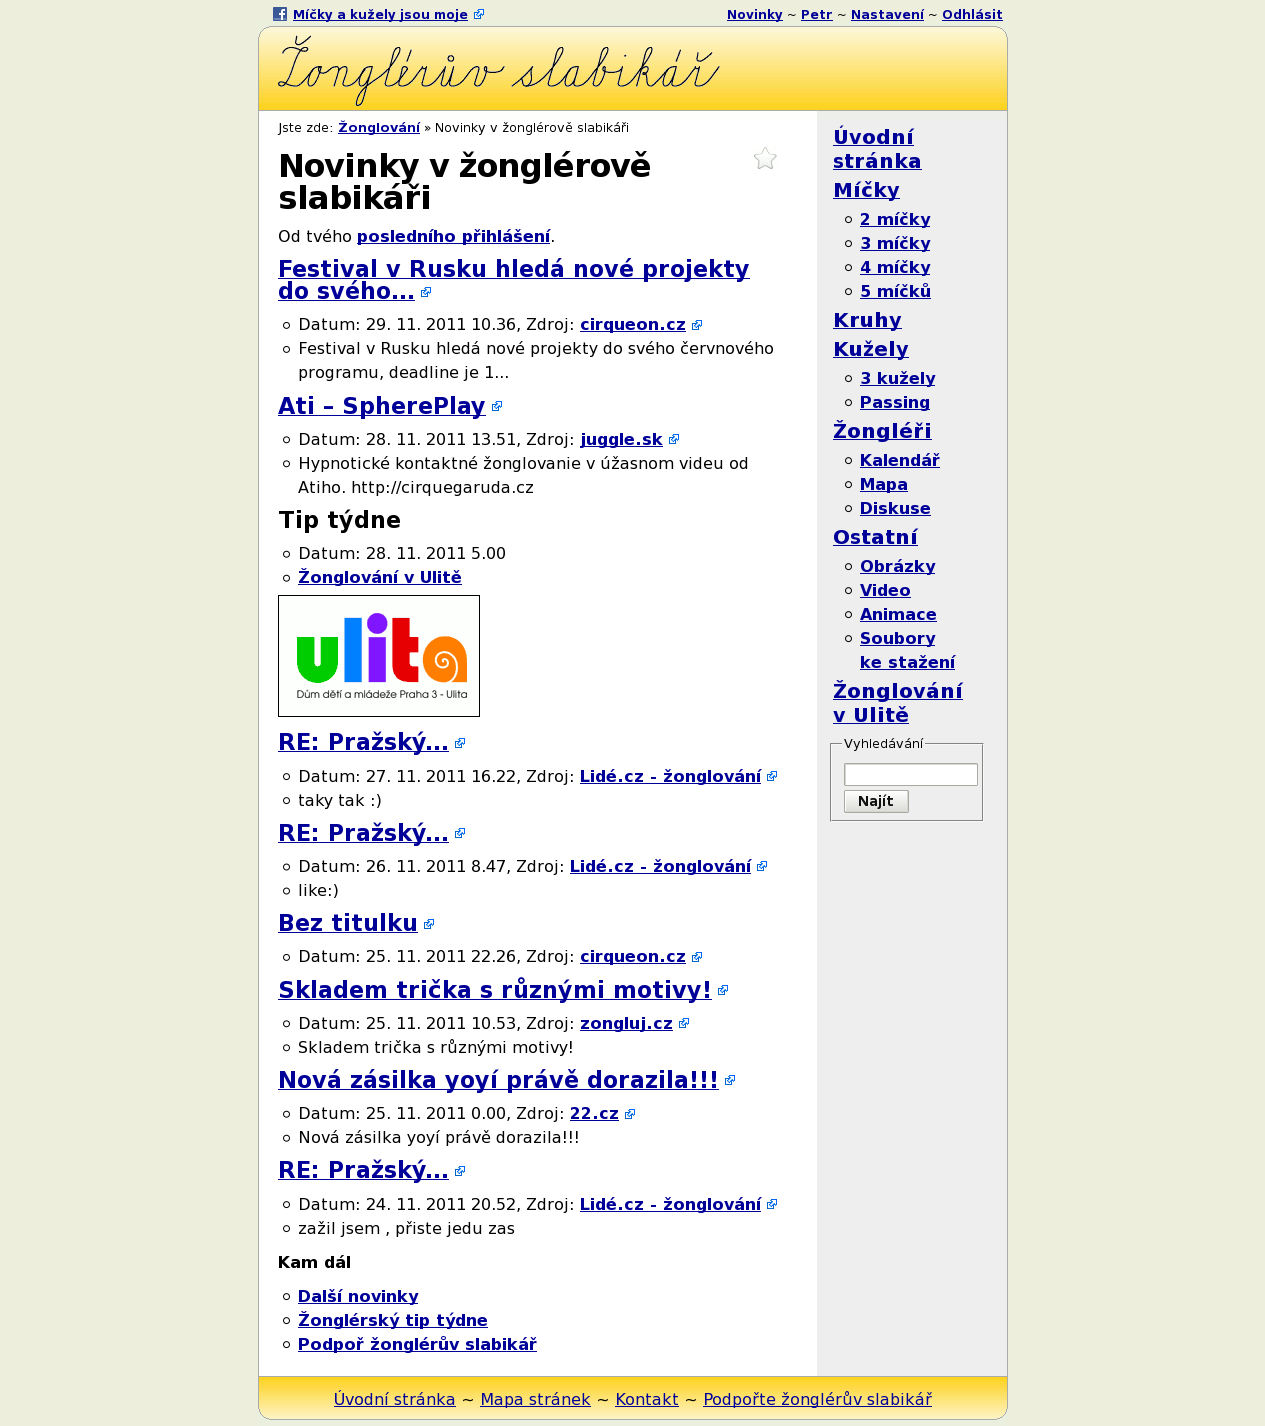 Míčky a kužely jsou moje
Novinky ~ Petr ~ Nastavení ~ Odhlásit
Žonglérův slabikář
Jste zde: Žonglování » Novinky v žonglérově slabikáři
Novinky v žonglérově
slabikáři
Od tvého posledního přihlášení.
Festival v Rusku hledá nové projekty
do svého...
Datum: 29. 11. 2011 10.36, Zdroj: cirqueon.cz
Festival v Rusku hledá nové projekty do svého červnového
programu, deadline je 1...
Ati – SpherePlay
Datum: 28. 11. 2011 13.51, Zdroj: juggle.sk
Hypnotické kontaktné žonglovanie v úžasnom videu od
Atiho. http://cirquegaruda.cz
Tip týdne
Datum: 28. 11. 2011 5.00
Žonglování v Ulitě
ulita
Dům dětí a mládeže Praha 3 - Ulita
RE: Pražský...
Datum: 27. 11. 2011 16.22, Zdroj: Lidé.cz - žonglování
taky tak :)
RE: Pražský...
Datum: 26. 11. 2011 8.47, Zdroj: Lidé.cz - žonglování
like:)
Bez titulku
Datum: 25. 11. 2011 22.26, Zdroj: cirqueon.cz
Skladem trička s různými motivy!
Datum: 25. 11. 2011 10.53, Zdroj: zongluj.cz
Skladem trička s různými motivy!
Nová zásilka yoyí právě dorazila!!!
Datum: 25. 11. 2011 0.00, Zdroj: 22.cz
Nová zásilka yoyí právě dorazila!!!
RE: Pražský...
Datum: 24. 11. 2011 20.52, Zdroj: Lidé.cz - žonglování
zažil jsem , přiste jedu zas
Kam dál
Další novinky
Žonglérský tip týdne
Podpoř žonglérův slabikář
Úvodní
stránka
Míčky
2 míčky
3 míčky
4 míčky
5 míčků
Kruhy
Kužely
3 kužely
Passing
Žongléři
Kalendář
Mapa
Diskuse
Ostatní
Obrázky
Video
Animace
Soubory
ke stažení
Žonglování
v Ulitě
Vyhledávání
Najít
Úvodní stránka ~ Mapa stránek ~ Kontakt ~ Podpořte žonglérův slabikář